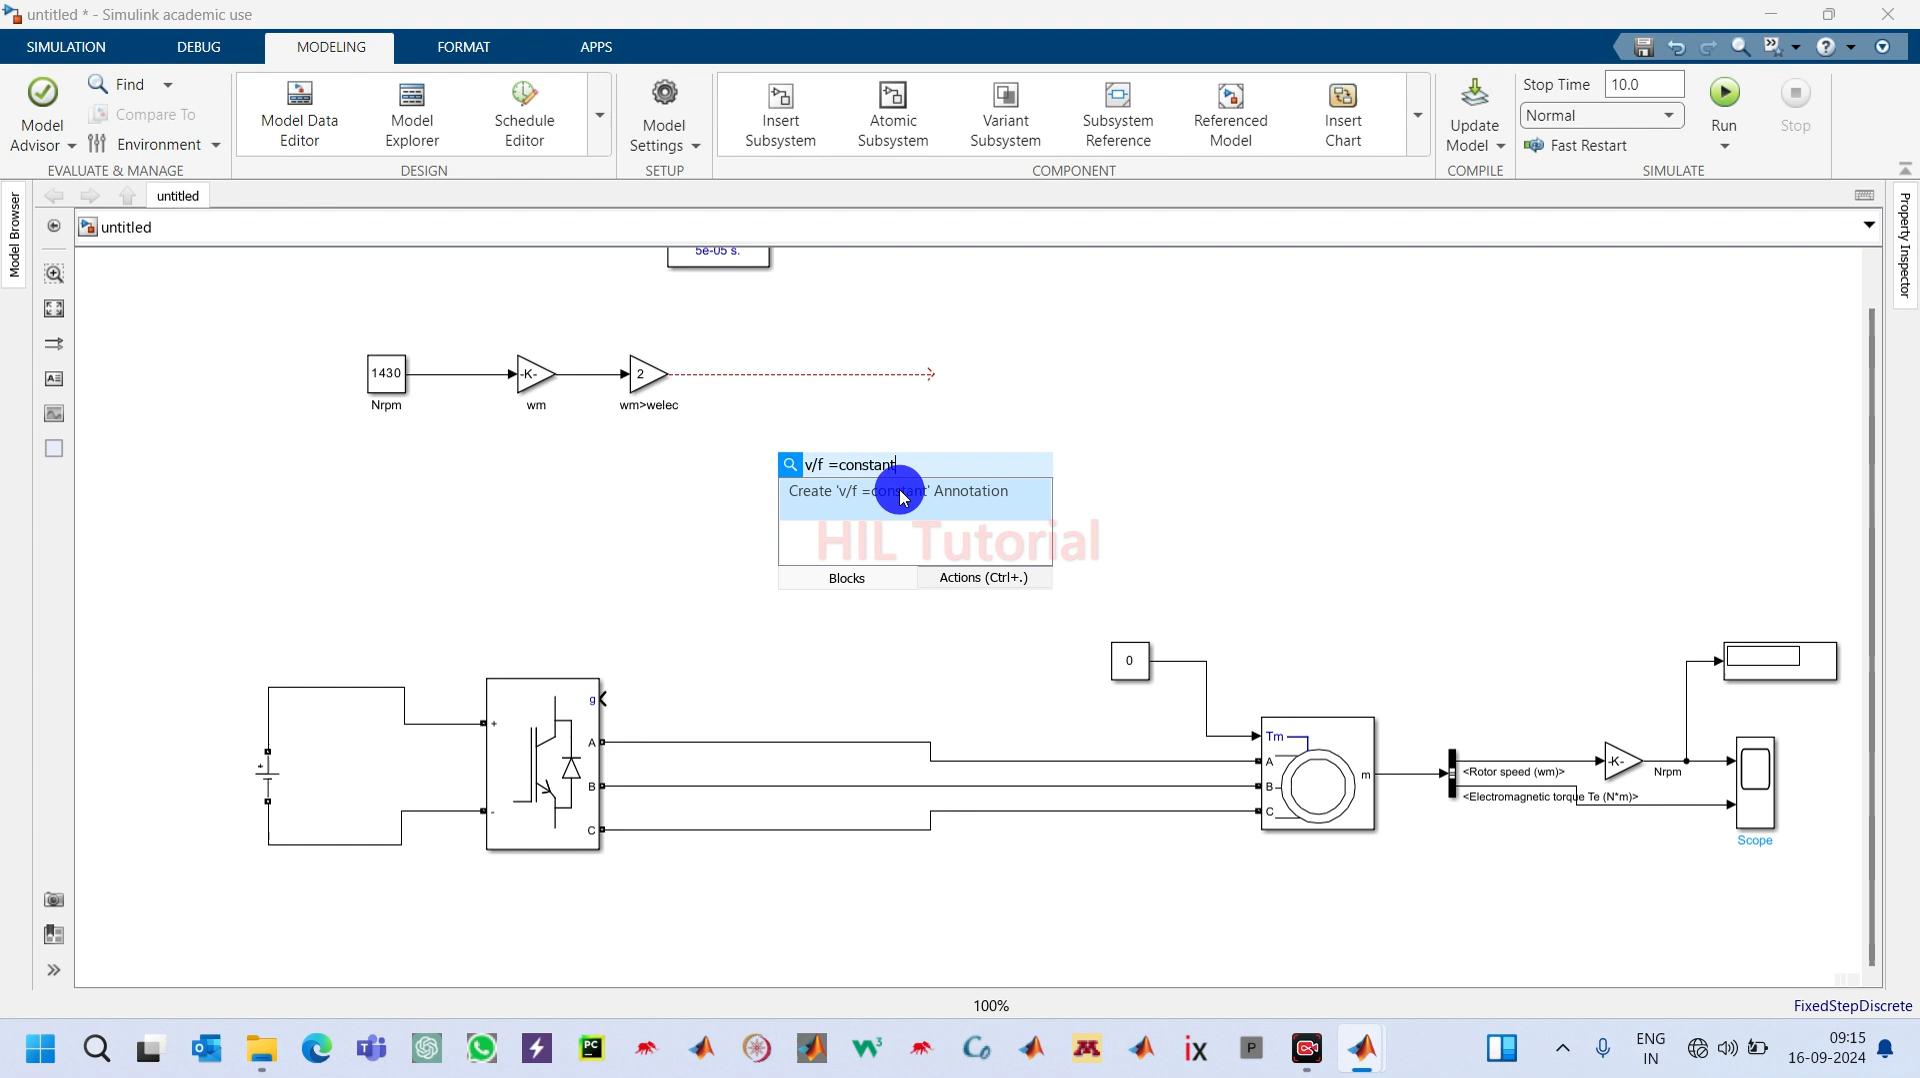 untitled * - Simulink academic use
SIMULATION DEBUG MODELING FORMAT APPS
Model Advisor
Find
Compare To
Environment
EVALUATE & MANAGE
Model Data Editor
Model Explorer
Schedule Editor
DESIGN
Model Settings
SETUP
Insert Subsystem
Atomic Subsystem
Variant Subsystem
Subsystem Reference
Referenced Model
Insert Chart
COMPONENT
Update Model
COMPILE
Stop Time 10.0
Normal
Fast Restart
Run
Stop
SIMULATE
Model Browser
untitled
Property Inspector
untitled
5e-05 s.
1430
-K-
2
Nrpm
wm
wm>welec
v/f =constant
Create 'v/f =constant' Annotation
HIL Tutorial
Blocks
Actions (Ctrl+.)
0
g
+
A
B
-
C
+
Tm
A
B
C
m
<Rotor speed (wm)>
<Electromagnetic torque Te (N*m)>
-K-
Nrpm
Scope
100%
FixedStepDiscrete
ENG
IN
09:15
16-09-2024